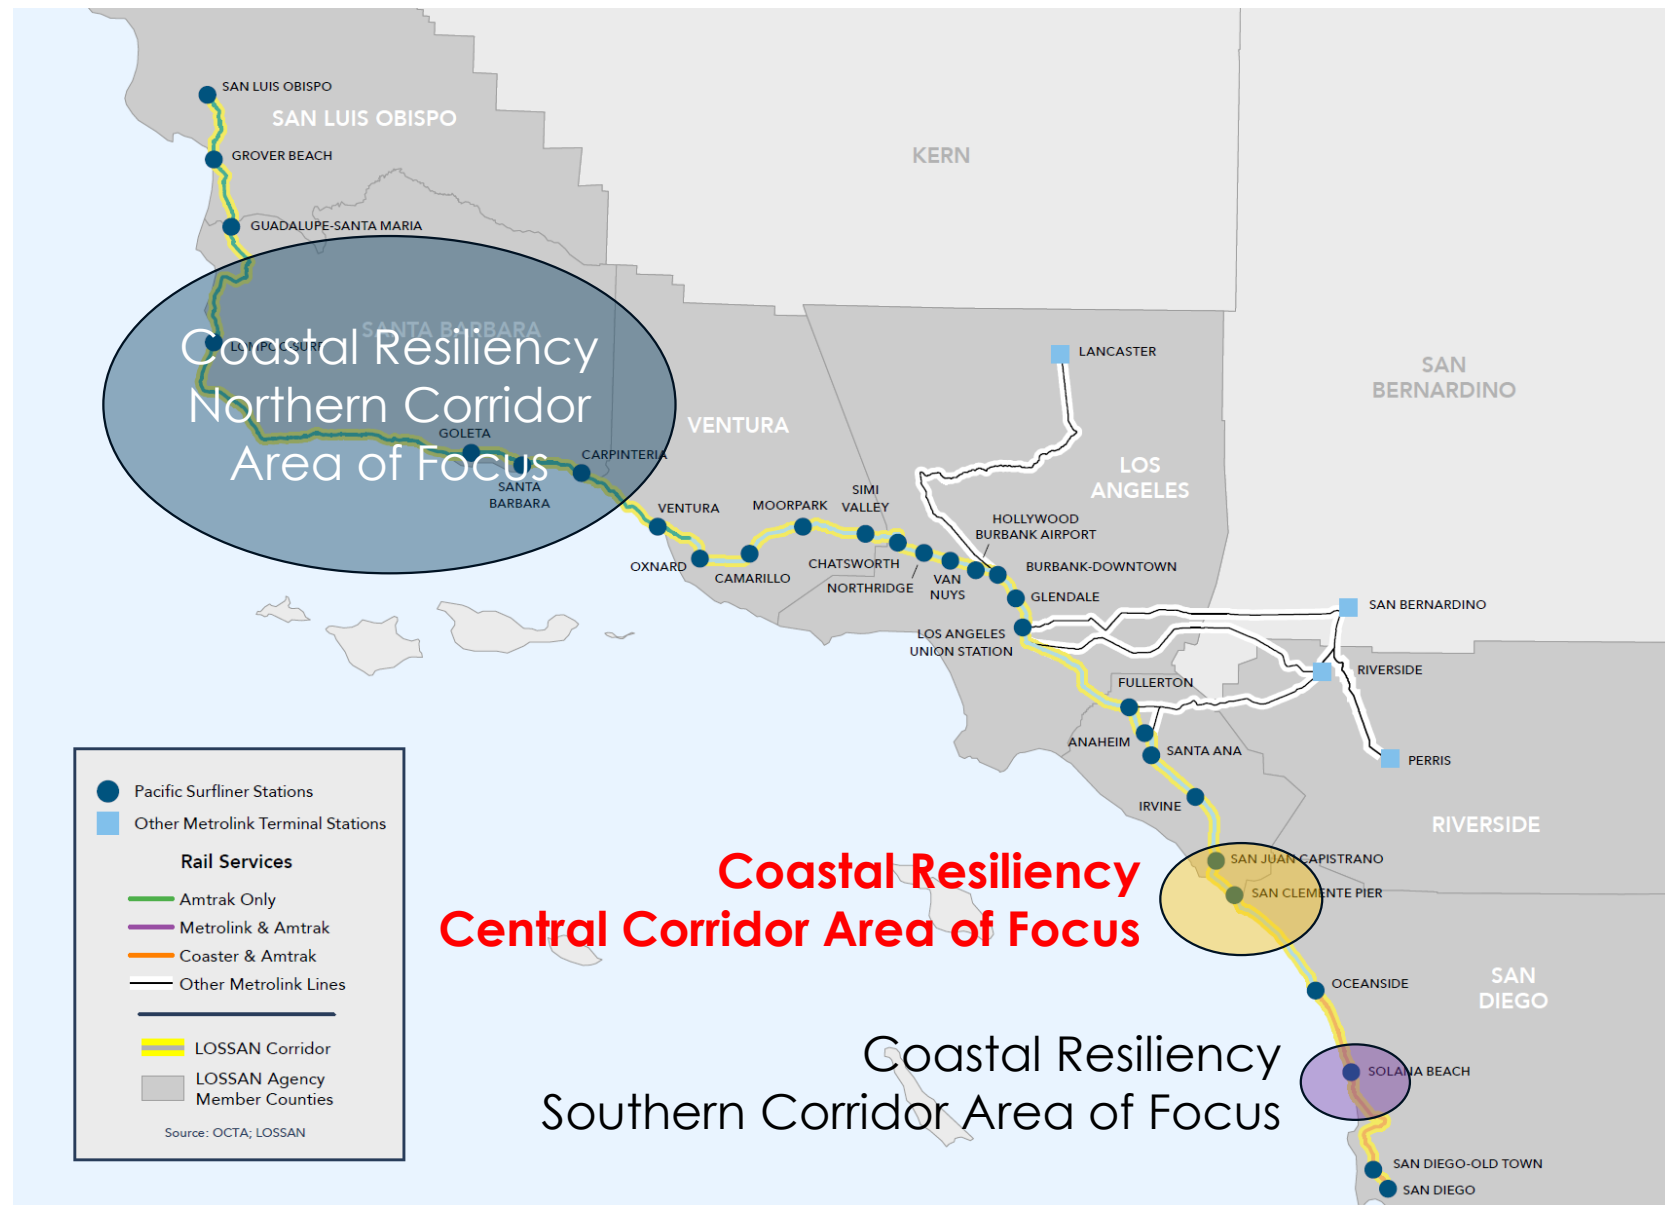 SAN LUIS OBISPO
SAN LUIS OBISPO
GROVER BEACH
KERN
GUADALUPE-SANTA MARIA
SANTA BARBARA
LOMPOC-SURF
Coastal Resiliency
Northern Corridor
Area of Focus
GOLETA
SANTA
BARBARA
CARPINTERIA
VENTURA
VENTURA
OXNARD
CAMARILLO
MOORPARK
SIMI
VALLEY
CHATSWORTH
NORTHRIDGE
VAN
NUYS
HOLLYWOOD
BURBANK AIRPORT
BURBANK-DOWNTOWN
GLENDALE
LOS ANGELES
UNION STATION
LANCASTER
LOS
ANGELES
SAN
BERNARDINO
SAN BERNARDINO
RIVERSIDE
PERRIS
RIVERSIDE
FULLERTON
ANAHEIM
SANTA ANA
IRVINE
SAN JUAN CAPISTRANO
SAN CLEMENTE PIER
Coastal Resiliency
Central Corridor Area of Focus
OCEANSIDE
SAN
DIEGO
Coastal Resiliency
Southern Corridor Area of Focus
SOLANA BEACH
SAN DIEGO-OLD TOWN
SAN DIEGO
Pacific Surfliner Stations
Other Metrolink Terminal Stations
Rail Services
Amtrak Only
Metrolink & Amtrak
Coaster & Amtrak
Other Metrolink Lines
LOSSAN Corridor
LOSSAN Agency
Member Counties
Source: OCTA; LOSSAN